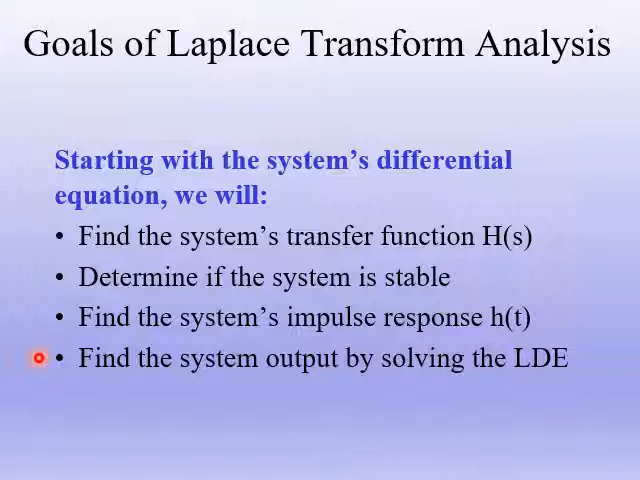 Goals of Laplace Transform Analysis
Starting with the system's differential
equation, we will:
• Find the system's transfer function H(s)
• Determine if the system is stable
• Find the system's impulse response h(t)
• Find the system output by solving the LDE